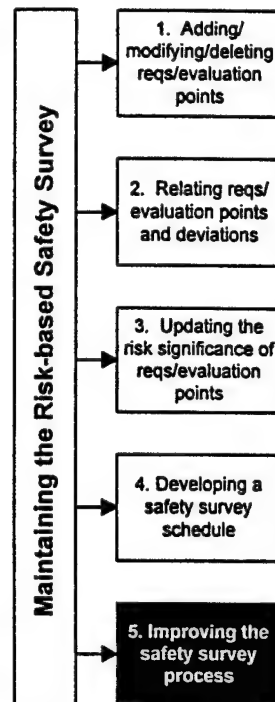 Maintaining the Risk-based Safety Survey
1. Adding/
modifying/deleting
reqs/evaluation
points
2. Relating reqs/
evaluation points
and deviations
3. Updating the
risk significance of
reqs/evaluation
points
4. Developing a
safety survey
schedule
5. Improving the
safety survey
process